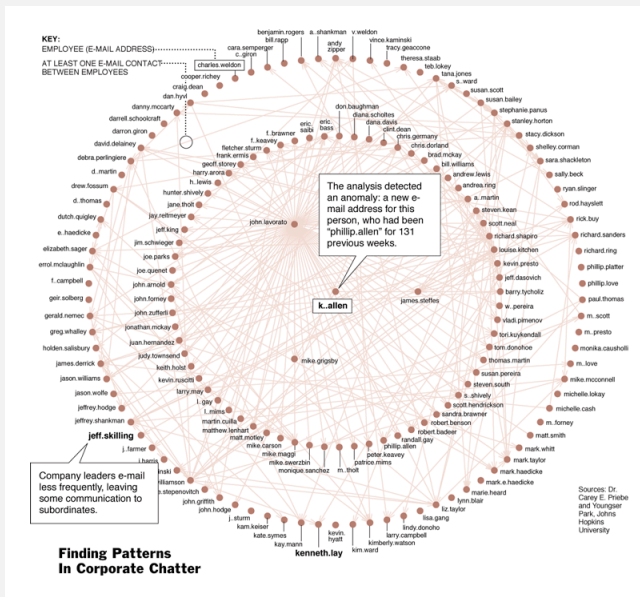 KEY:
EMPLOYEE (E-MAIL ADDRESS)
AT LEAST ONE E-MAIL CONTACT
BETWEEN EMPLOYEES
benjamin.rogers
a..shankman
v.weldon
bill.rapp
andy
zipper
vince.kaminski
cara.semperger
tracy.geaccone
c..giron
theresa.staab
charles.weldon
teb.lokey
cooper.richey
tana.jones
craig.dean
s..ward
dan.hyvl
susan.scott
danny.mccarty
susan.bailey
darrell.schoolcraft
stephanie.panus
darron.giron
stanley.horton
david.delainey
stacy.dickson
debra.perlingiere
shelley.corman
d..martin
sara.shackleton
drew.fossum
sally.beck
d..thomas
ryan.slinger
dutch.quigley
rod.hayslett
e..haedicke
rick.buy
elizabeth.sager
richard.sanders
errol.mclaughlin
richard.ring
f..campbell
phillip.platter
geir.solberg
phillip.love
gerald.nemec
paul.thomas
greg.whalley
m..scott
holden.salisbury
m..presto
james.derrick
monika.causholli
jason.williams
m..love
jason.wolfe
mike.mcconnell
jeffrey.hodge
michelle.lokay
jeffrey.shankman
michelle.cash
jeff.skilling
m..forney
j..farmer
matt.smith
j.harris
mark.whitt
inski
mark.taylor
illiamson
mark.haedicke
e.stepenovitch
mark.e.haedicke
john.griffith
marie.heard
john.hodge
lynn.blair
j..sturm
liz.taylor
kam.keiser
lisa.gang
kate.symes
lindy.donoho
kay.mann
larry.campbell
kenneth.lay
kimberly.watson
kevin.
hyatt
kim.ward
don.baughman
diana.scholtes
eric.
saibi
eric.
bass
dana.davis
clint.dean
f..brawner
chris.germany
f..keavey
chris.dorland
fletcher.sturm
brad.mckay
frank.ermis
bill.williams
geoff.storey
andrew.lewis
harry.arora
andrea.ring
h..lewis
a..martin
hunter.shively
steven.kean
jane.tholt
scott.neal
jay.reitmeyer
richard.shapiro
jeff.king
louise.kitchen
jim.schwieger
kevin.presto
joe.parks
jeff.dasovich
joe.quenet
barry.tycholiz
john.arnold
w..pereira
john.forney
vladi.pimenov
john.zufferli
tori.kuykendall
jonathan.mckay
tom.donohoe
juan.hernandez
thomas.martin
judy.townsend
susan.pereira
keith.holst
steven.south
kevin.ruscitti
s..shively
larry.may
scott.hendrickson
l..gay
sandra.brawner
l..mims
robert.benson
martin.cuilla
robert.badeer
matthew.lenhart
randall.gay
matt.motley
phillip.allen
mike.carson
peter.keavey
mike.maggi
patrice.mims
mike.swerzbin
m..tholt
monique.sanchez
john.lavorato
k..allen
james.steffes
mike.grigsby
The analysis detected
an anomaly: a new e-
mail address for this
person, who had been
“phillip.allen” for 131
previous weeks.
Company leaders e-mail
less frequently, leaving
some communication to
subordinates.
Sources: Dr.
Carey E. Priebe
and Youngser
Park, Johns
Hopkins
University
Finding Patterns
In Corporate Chatter